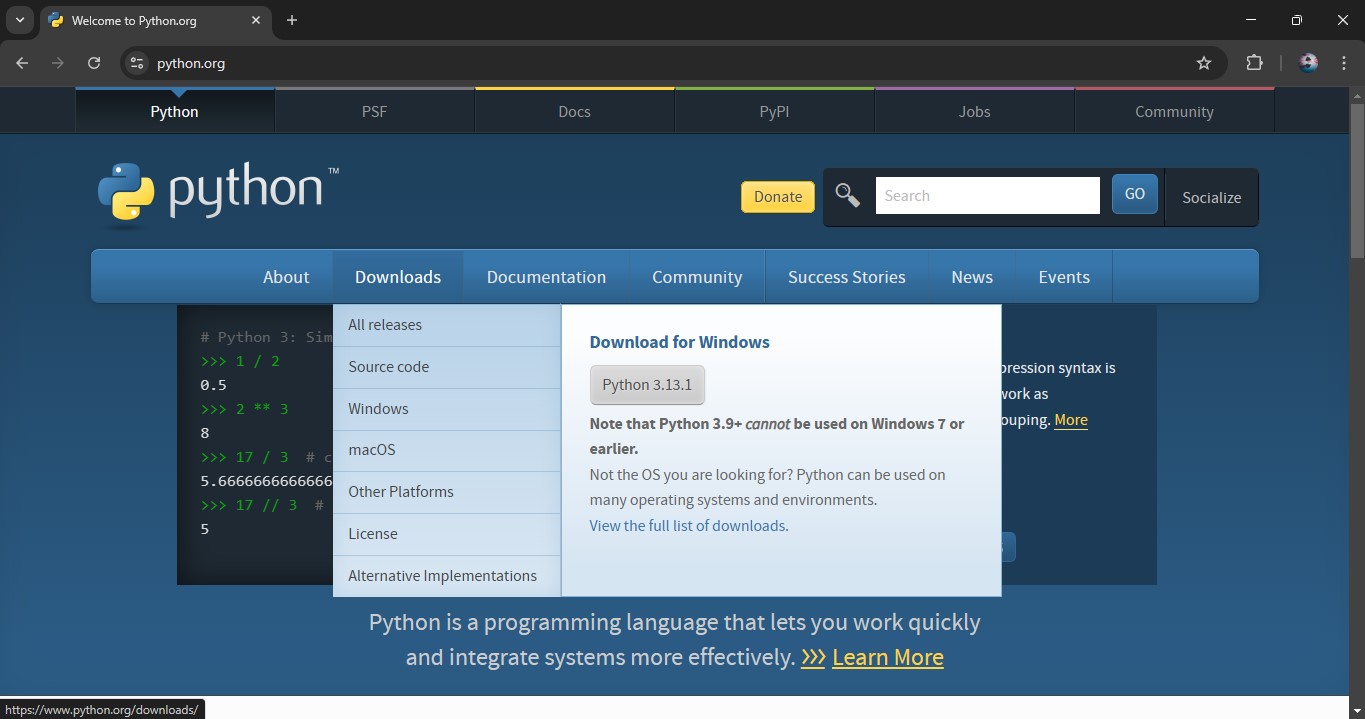 Welcome to Python.org
python.org
Python
PSF
Docs
PyPI
Jobs
Community
python™
Donate
Search
GO
Socialize
About
Downloads
Documentation
Community
Success Stories
News
Events
# Python 3: Sim
>>> 1 / 2
0.5
>>> 2 ** 3
8
>>> 17 / 3  # c
5.6666666666666
>>> 17 // 3  #
5
All releases
Source code
Windows
macOS
Other Platforms
License
Alternative Implementations
Download for Windows
Python 3.13.1
Note that Python 3.9+ cannot be used on Windows 7 or
earlier.
Not the OS you are looking for? Python can be used on
many operating systems and environments.
View the full list of downloads.
pression syntax is
work as
ouping. More
Python is a programming language that lets you work quickly
and integrate systems more effectively. >>> Learn More
https://www.python.org/downloads/